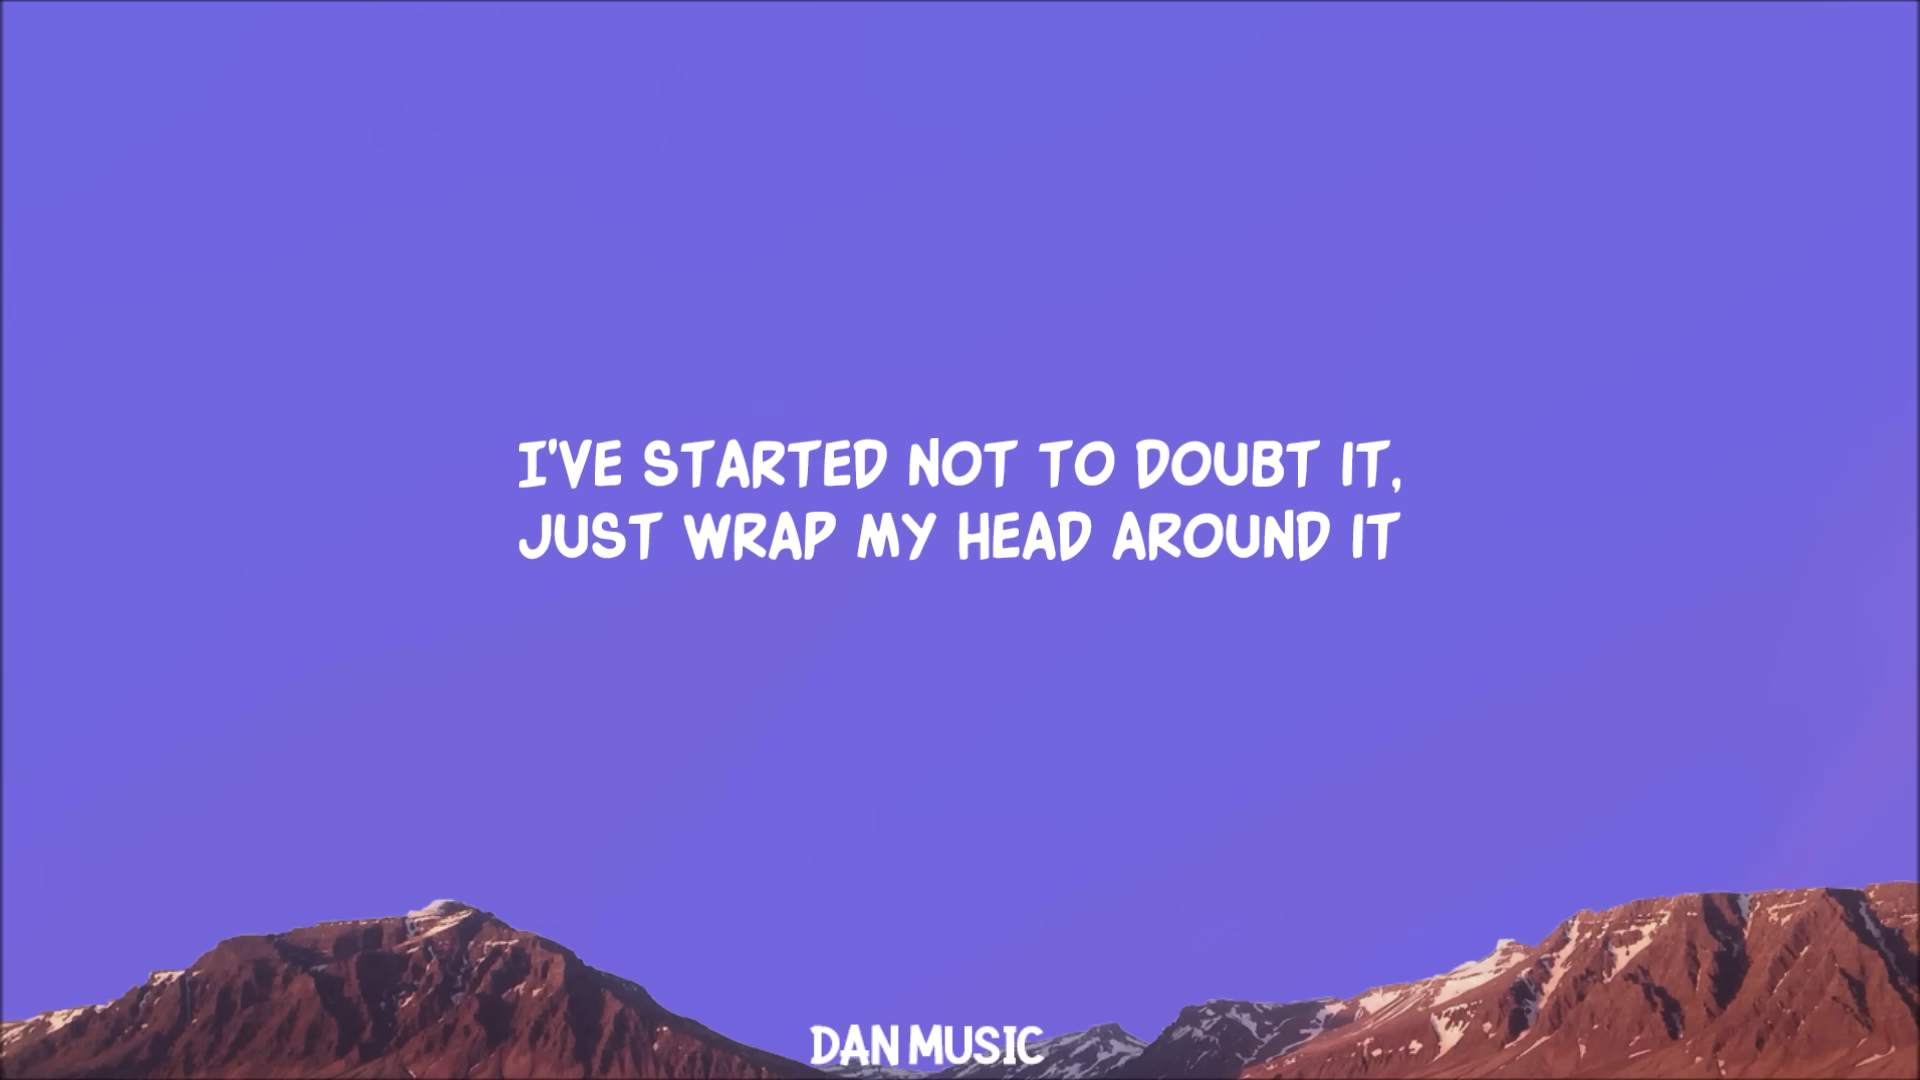 I'VE STARTED NOT TO DOUBT IT,
JUST WRAP MY HEAD AROUND IT
DAN MUSIC